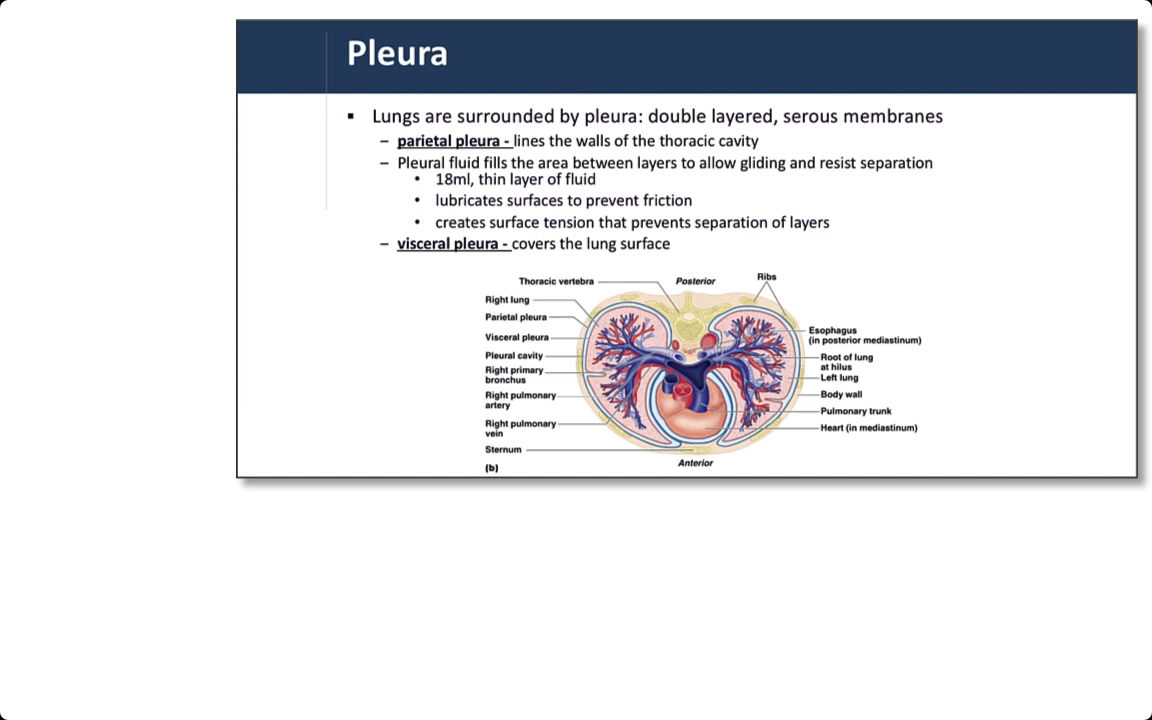 Pleura
▪ Lungs are surrounded by pleura: double layered, serous membranes
– parietal pleura - lines the walls of the thoracic cavity
– Pleural fluid fills the area between layers to allow gliding and resist separation
• 18ml, thin layer of fluid
• lubricates surfaces to prevent friction
• creates surface tension that prevents separation of layers
– visceral pleura - covers the lung surface
Thoracic vertebra
Posterior
Ribs
Right lung
Parietal pleura
Visceral pleura
Pleural cavity
Right primary
bronchus
Right pulmonary
artery
Right pulmonary
vein
Sternum
(b)
Esophagus
(in posterior mediastinum)
Root of lung
at hilus
Left lung
Body wall
Pulmonary trunk
Heart (in mediastinum)
Anterior